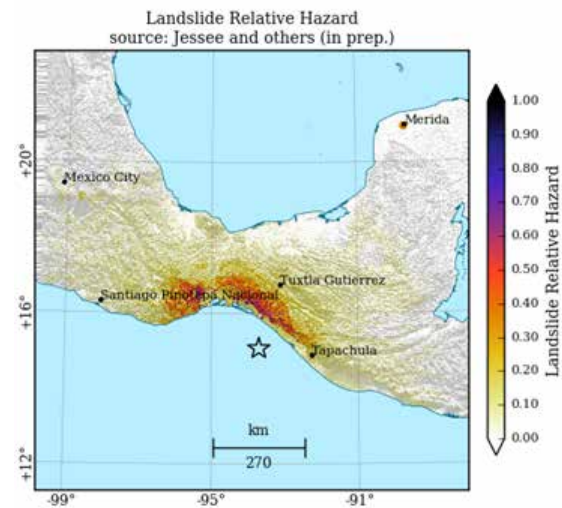 Landslide Relative Hazard
source: Jessee and others (in prep.)
Merida
Mexico City
Tuxtla Gutierrez
Santiago Pinotepa Nacional
Tapachula
km
270
+20°
+16°
+12°
-99°
-95°
-91°
1.00
0.90
0.80
0.70
0.60
0.50
0.40
0.30
0.20
0.10
0.00
Landslide Relative Hazard